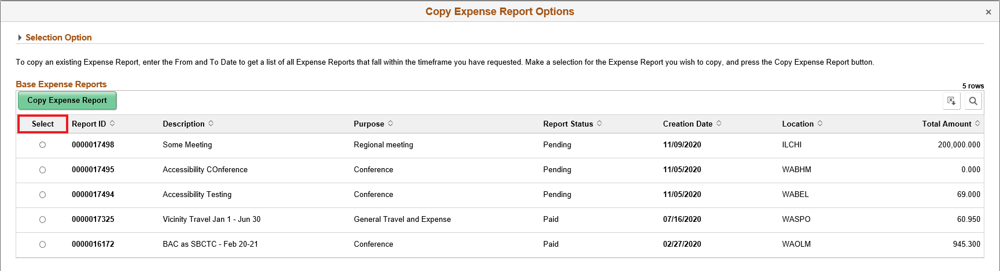 Copy Expense Report Options ×
Selection Option
To copy an existing Expense Report, enter the From and To Date to get a list of all Expense Reports that fall within the timeframe you have requested. Make a selection for the Expense Report you wish to copy, and press the Copy Expense Report button.
Base Expense Reports 5 rows
Copy Expense Report
Select Report ID Description Purpose Report Status Creation Date Location Total Amount
0000017498 Some Meeting Regional meeting Pending 11/09/2020 ILCHI 200,000.000
0000017495 Accessibility COnference Conference Pending 11/05/2020 WABHM 0.000
0000017494 Accessibility Testing Conference Pending 11/05/2020 WABEL 69.000
0000017325 Vicinity Travel Jan 1 - Jun 30 General Travel and Expense Paid 07/16/2020 WASPO 60.950
0000016172 BAC as SBCTC - Feb 20-21 Conference Paid 02/27/2020 WAOLM 945.300